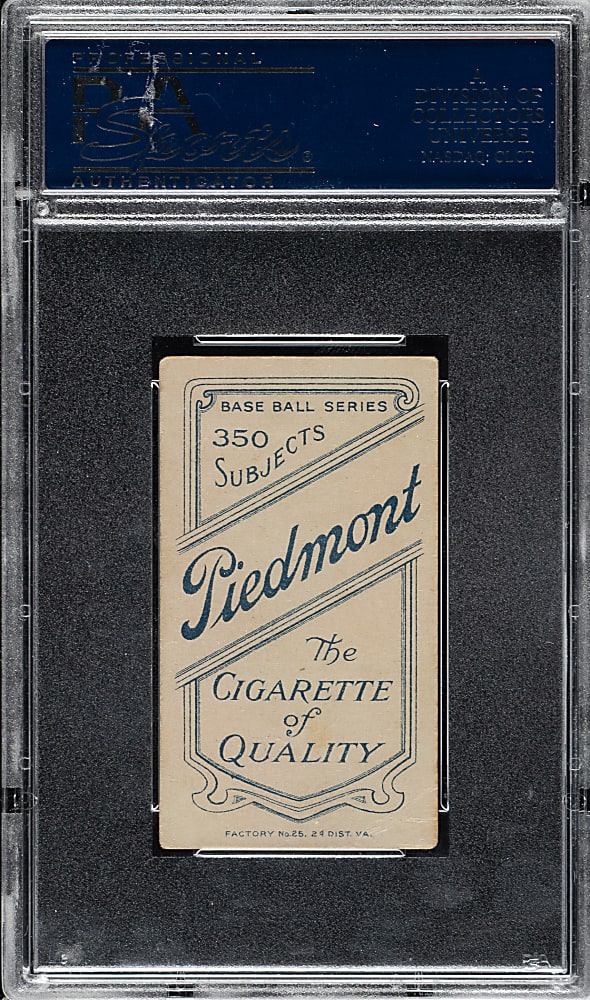 PROFESSIONAL
PSA
Sports
®
AUTHENTICATOR
A
DIVISION OF
COLLECTORS
UNIVERSE
NASDAQ: CLCT
BASE BALL SERIES
350
SUBJECTS
Piedmont
The
CIGARETTE
of
QUALITY
FACTORY No. 25, 2d DIST. VA.
PSA